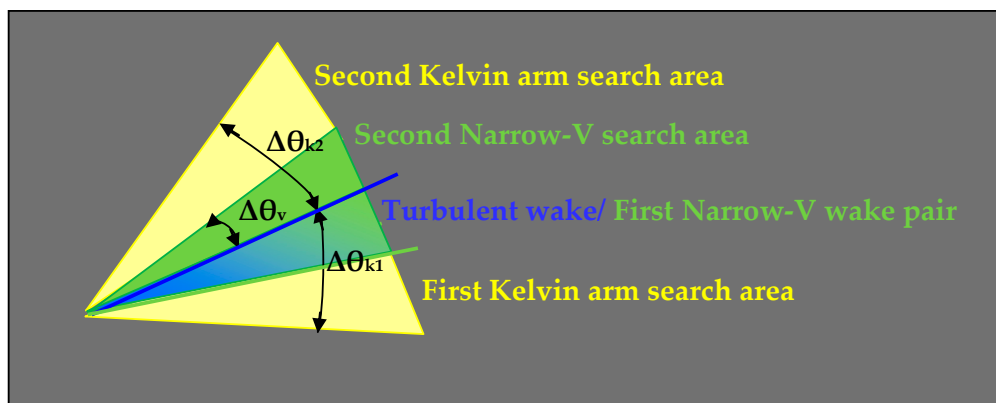 Second Kelvin arm search area
Second Narrow-V search area
Δθk2
Δθv
Turbulent wake/ First Narrow-V wake pair
Δθk1
First Kelvin arm search area